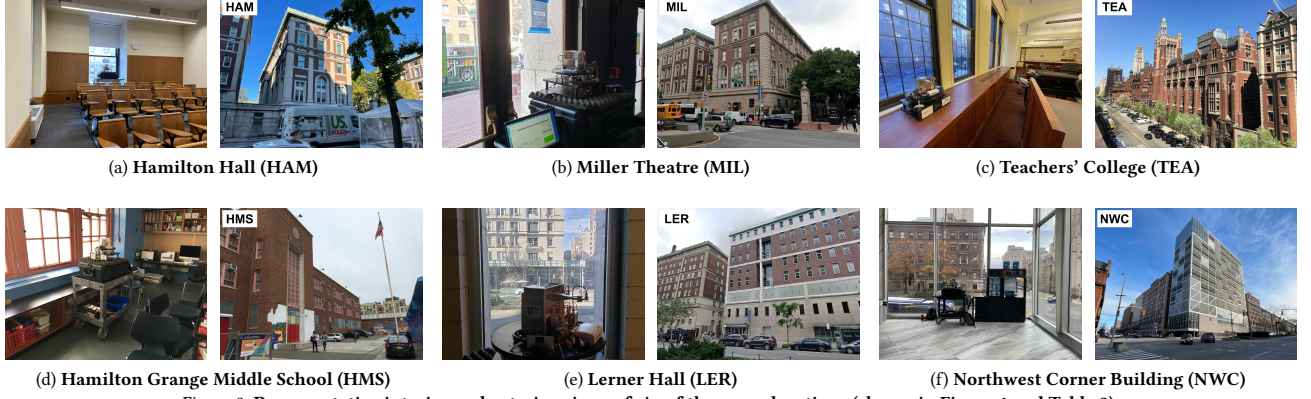 HAM
MIL
TEA
(a) Hamilton Hall (HAM)
(b) Miller Theatre (MIL)
(c) Teachers' College (TEA)
HMS
LER
NWC
(d) Hamilton Grange Middle School (HMS)
(e) Lerner Hall (LER)
(f) Northwest Corner Building (NWC)